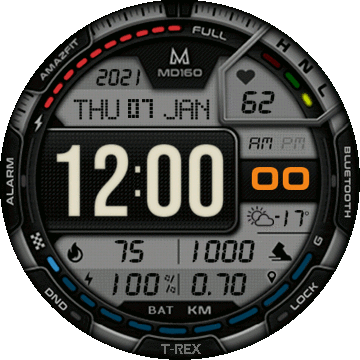 AMAZFIT
FULL
H N L
MD160
2021
THU 07 JAN
62
AM PM
12:00
00
-17°
75 1000
100% 0.70
BAT KM
ALARM
BLUETOOTH
DND
G
LOCK
T-REX